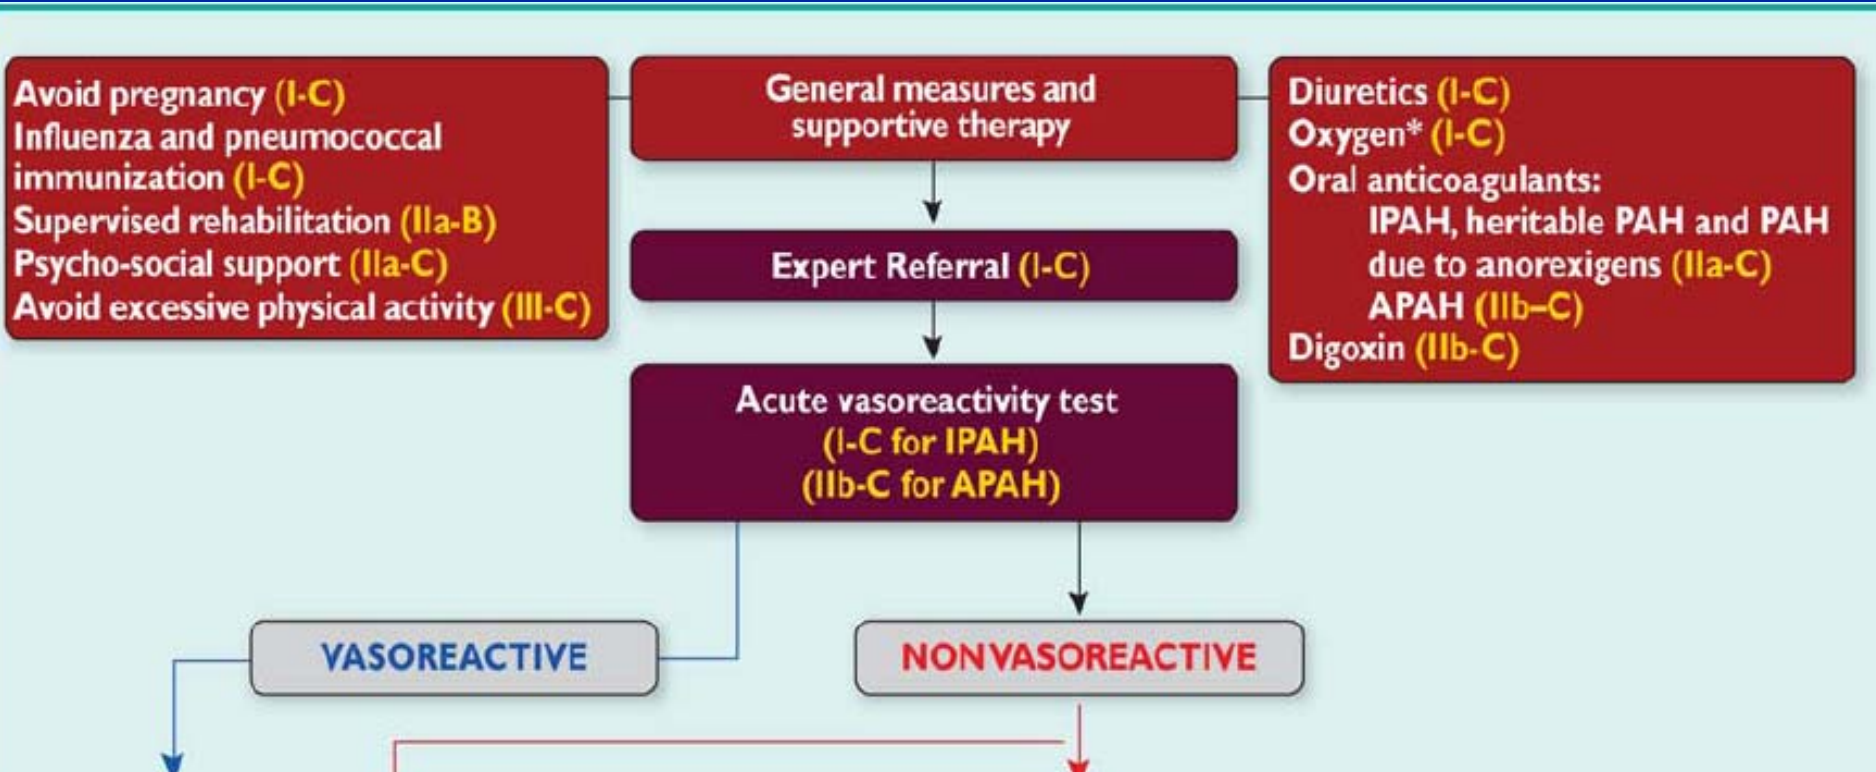 Avoid pregnancy (I-C)
Influenza and pneumococcal
immunization (I-C)
Supervised rehabilitation (IIa-B)
Psycho-social support (IIa-C)
Avoid excessive physical activity (III-C)
General measures and
supportive therapy
Diuretics (I-C)
Oxygen* (I-C)
Oral anticoagulants:
IPAH, heritable PAH and PAH
due to anorexigens (IIa-C)
APAH (IIb–C)
Digoxin (IIb-C)
Expert Referral (I-C)
Acute vasoreactivity test
(I-C for IPAH)
(IIb-C for APAH)
VASOREACTIVE
NONVASOREACTIVE